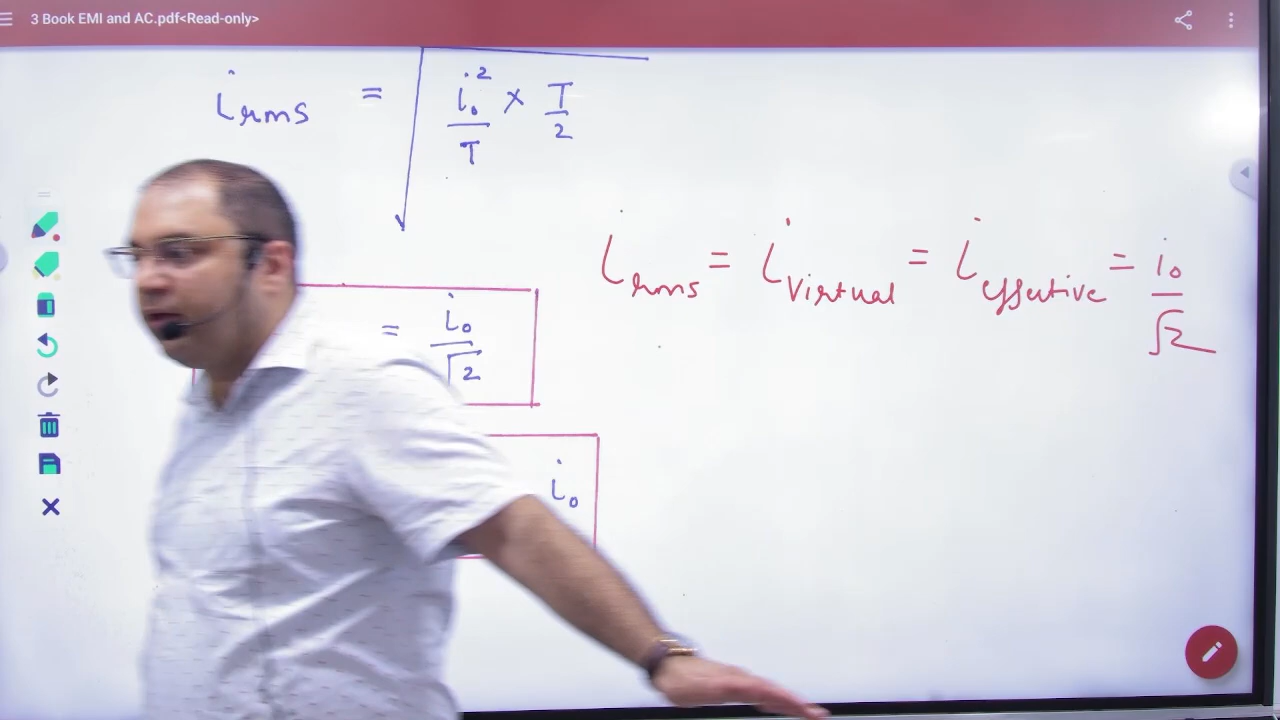 3 Book EMI and AC.pdf<Read-only>
i_rms = √(i₀²/T × T/2)
i_rms = i_virtual = i_effective = i₀/√2
= i₀/√2
i₀